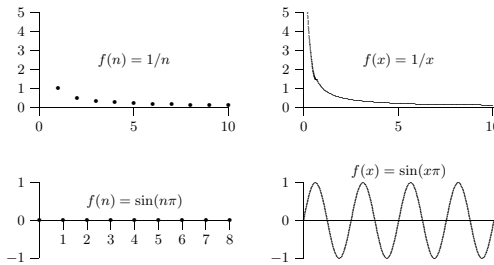 5
4
3
2
1
0
f(n) = 1/n
0 5 10
5
4
3
2
1
0
f(x) = 1/x
0 5 10
1
0
−1
f(n) = sin(nπ)
1 2 3 4 5 6 7 8
1
0
−1
f(x) = sin(xπ)